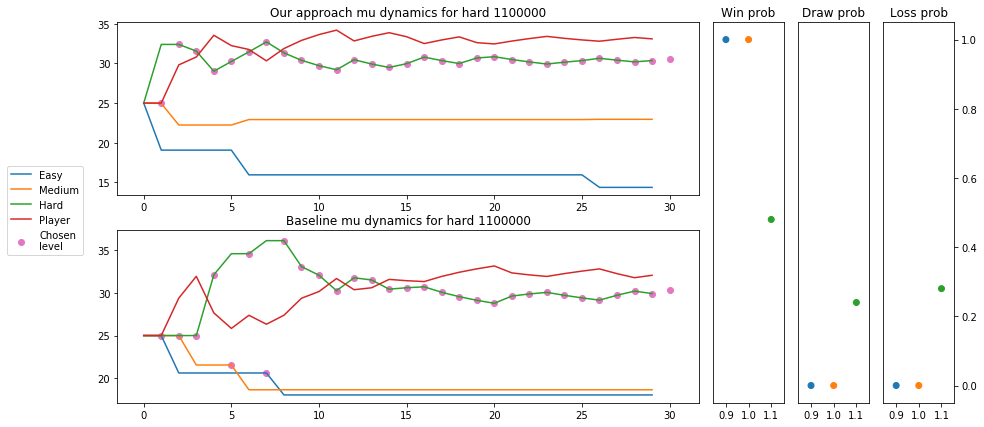 Our approach mu dynamics for hard 1100000
35
30
25
20
15
0 5 10 15 20 25 30
Easy
Medium
Hard
Player
Chosen
level
Baseline mu dynamics for hard 1100000
35
30
25
20
0 5 10 15 20 25 30
Win prob
0.9 1.0 1.1
Draw prob
0.9 1.0 1.1
Loss prob
0.9 1.0 1.1
1.0
0.8
0.6
0.4
0.2
0.0